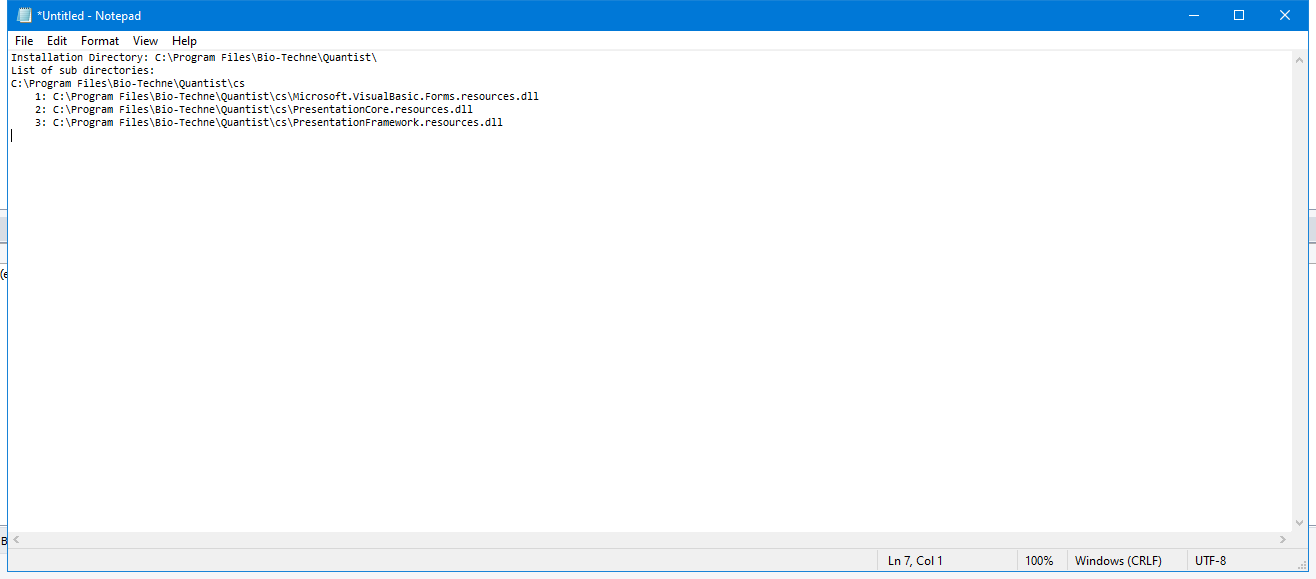 *Untitled - Notepad
File Edit Format View Help
Installation Directory: C:\Program Files\Bio-Techne\Quantist\
List of sub directories:
C:\Program Files\Bio-Techne\Quantist\cs
    1: C:\Program Files\Bio-Techne\Quantist\cs\Microsoft.VisualBasic.Forms.resources.dll
    2: C:\Program Files\Bio-Techne\Quantist\cs\PresentationCore.resources.dll
    3: C:\Program Files\Bio-Techne\Quantist\cs\PresentationFramework.resources.dll
Ln 7, Col 1 100% Windows (CRLF) UTF-8